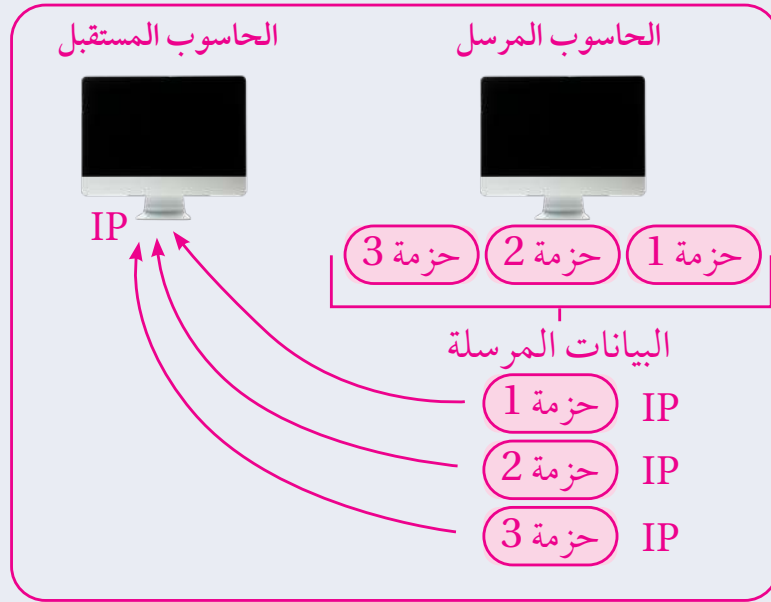 الحاسوب المرسل
الحاسوب المستقبل
IP
حزمة 1 حزمة 2 حزمة 3
البيانات المرسلة
IP حزمة 1
IP حزمة 2
IP حزمة 3